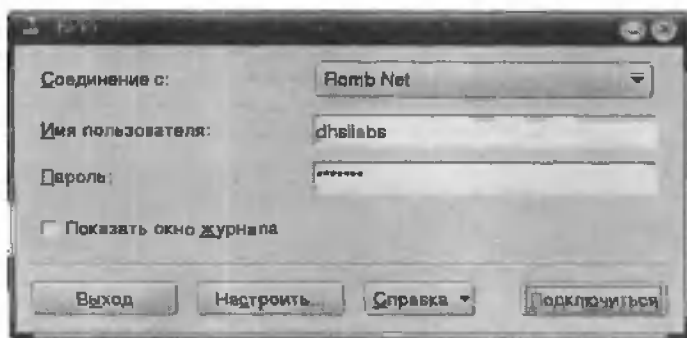 Соединение с: Romb Net
Имя пользователя: dhsilabs
Пароль: *******
Показать окно журнала
Выход Настроить... Справка Подключиться